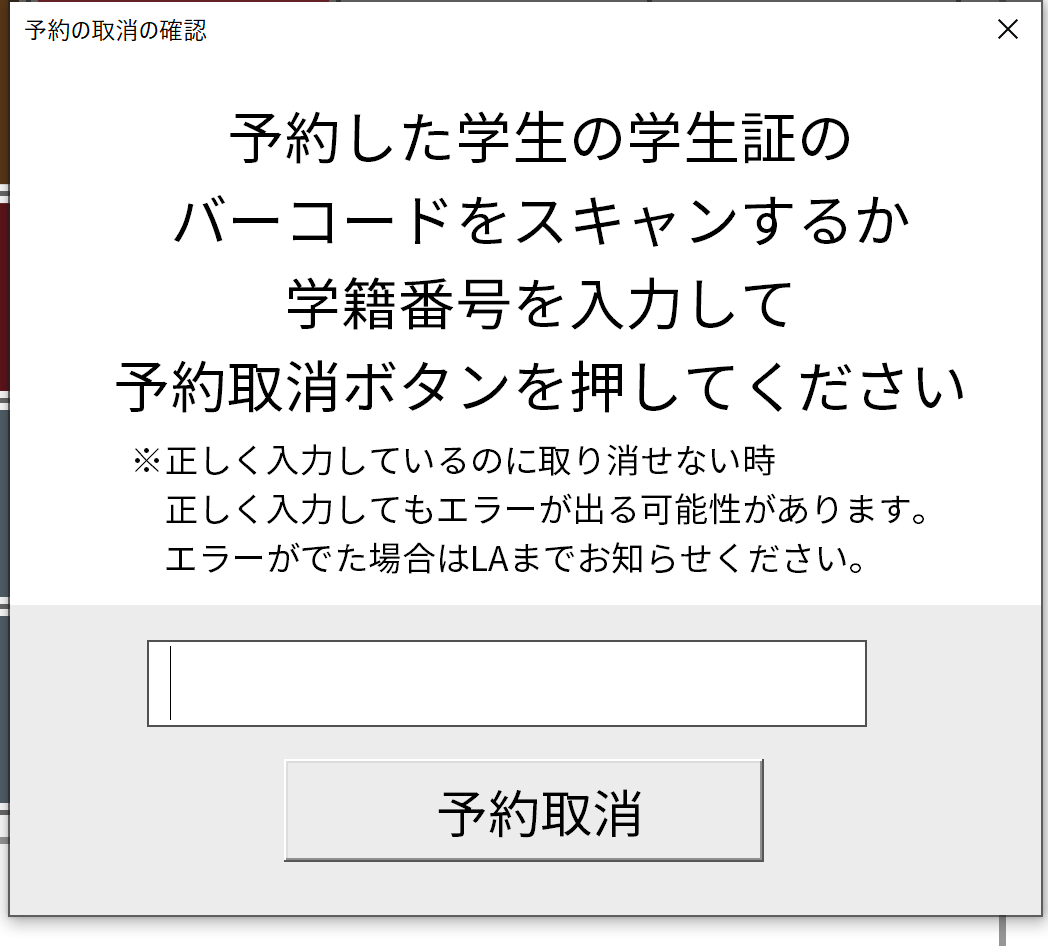 予約の取消の確認
予約した学生の学生証の
バーコードをスキャンするか
学籍番号を入力して
予約取消ボタンを押してください
※正しく入力しているのに取り消せない時
正しく入力してもエラーが出る可能性があります。
エラーがでた場合はLAまでお知らせください。
予約取消